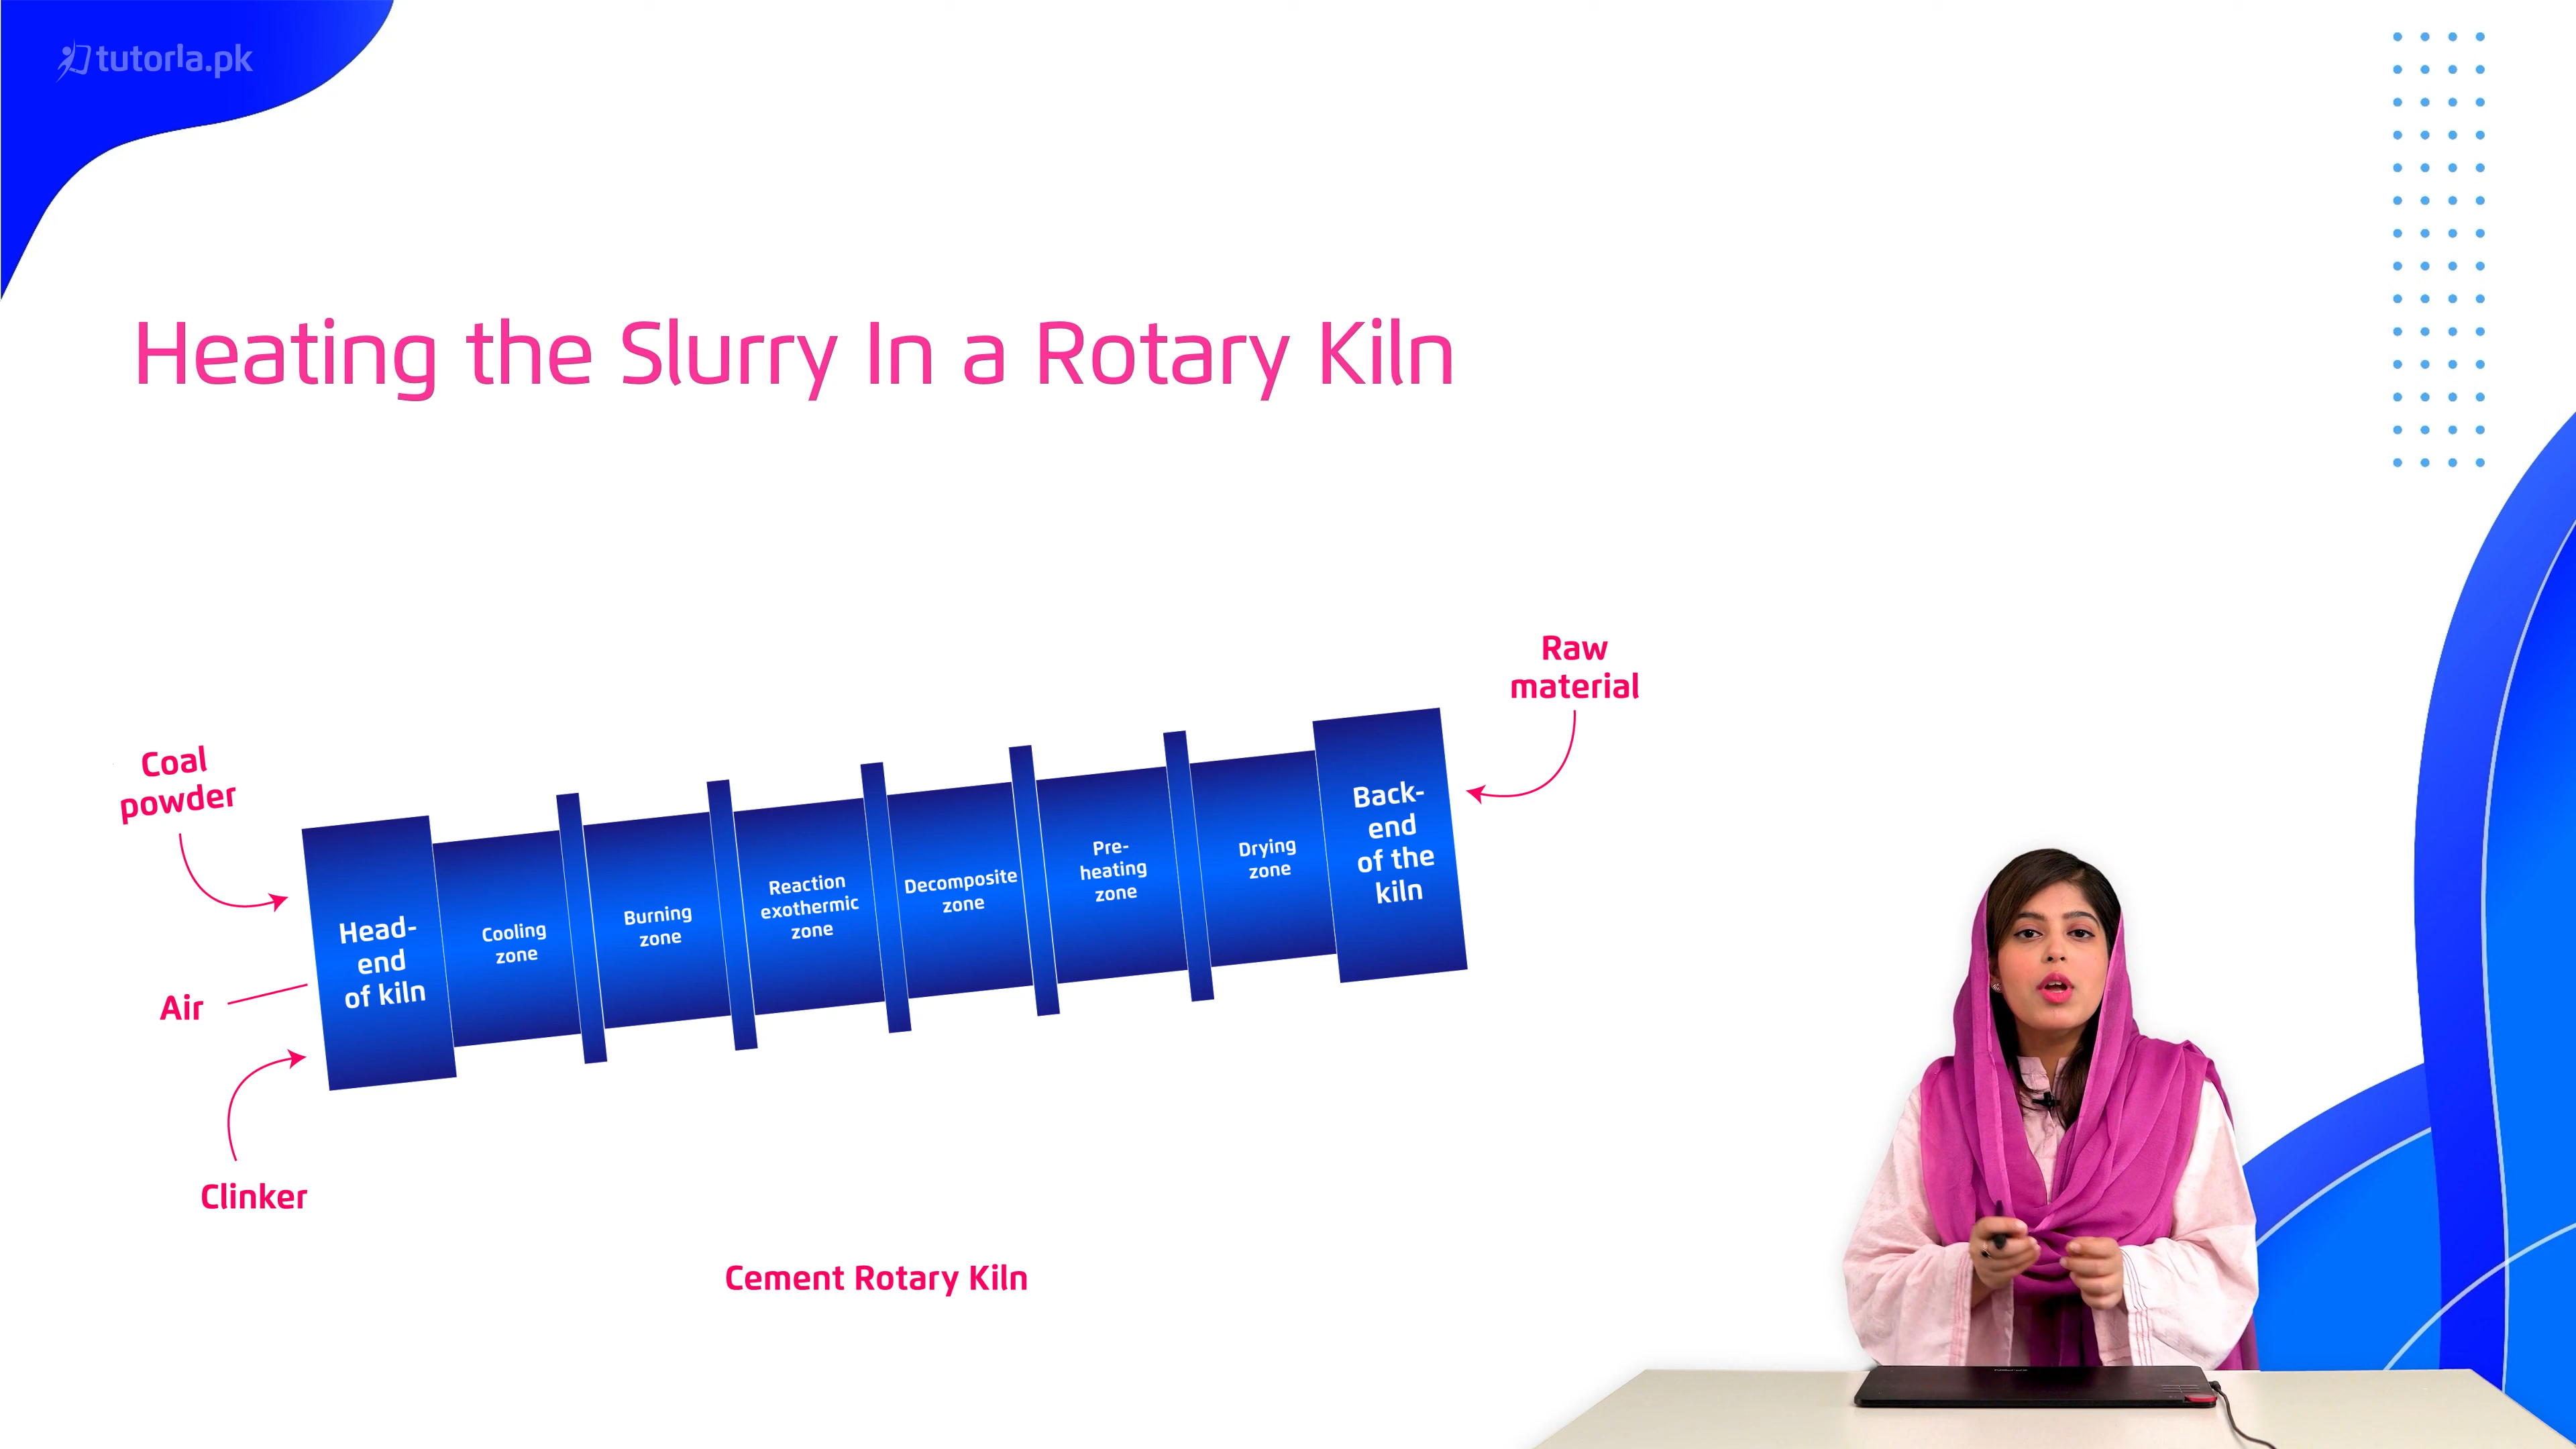 tutorla.pk
Heating the Slurry In a Rotary Kiln
Raw
material
Coal
powder
Air
Clinker
Head-
end
of kiln
Cooling
zone
Burning
zone
Reaction
exothermic
zone
Decomposite
zone
Pre-
heating
zone
Drying
zone
Back-
end
of the
kiln
Cement Rotary Kiln